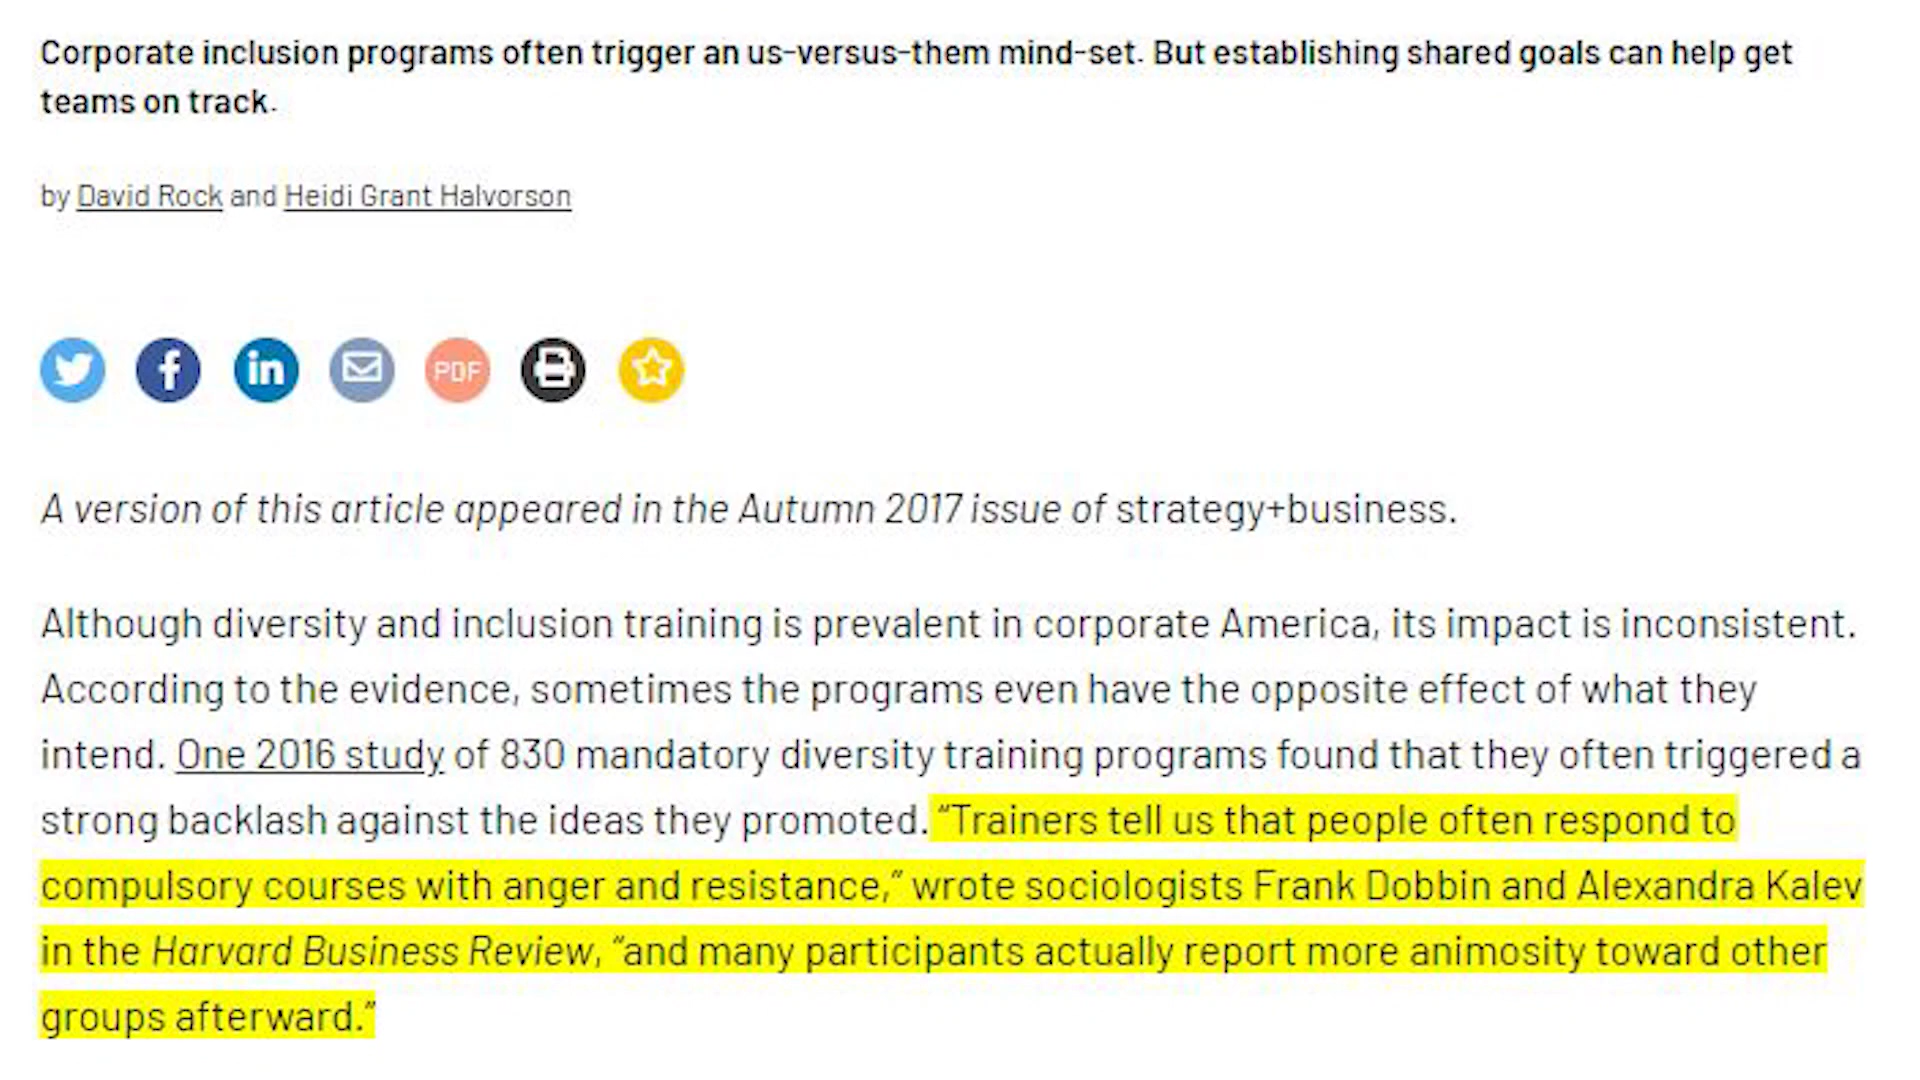 Corporate inclusion programs often trigger an us-versus-them mind-set. But establishing shared goals can help get
teams on track.
by David Rock and Heidi Grant Halvorson
f in PDF
A version of this article appeared in the Autumn 2017 issue of strategy+business.
Although diversity and inclusion training is prevalent in corporate America, its impact is inconsistent.
According to the evidence, sometimes the programs even have the opposite effect of what they
intend. One 2016 study of 830 mandatory diversity training programs found that they often triggered a
strong backlash against the ideas they promoted. “Trainers tell us that people often respond to
compulsory courses with anger and resistance,” wrote sociologists Frank Dobbin and Alexandra Kalev
in the Harvard Business Review, “and many participants actually report more animosity toward other
groups afterward.”